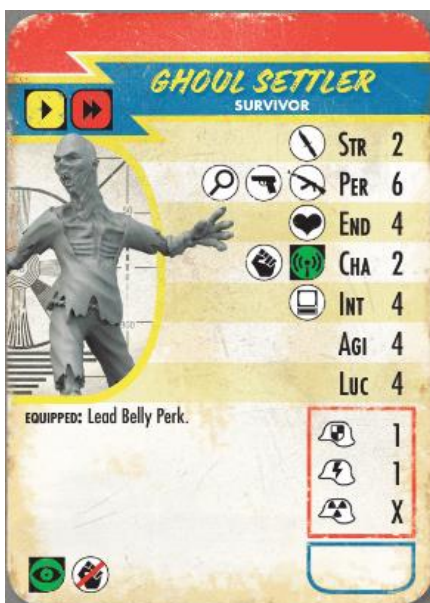 GHOUL SETTLER
SURVIVOR
STR 2
PER 6
END 4
CHA 2
INT 4
AGI 4
LUC 4
EQUIPPED: Lead Belly Perk.
1
1
X